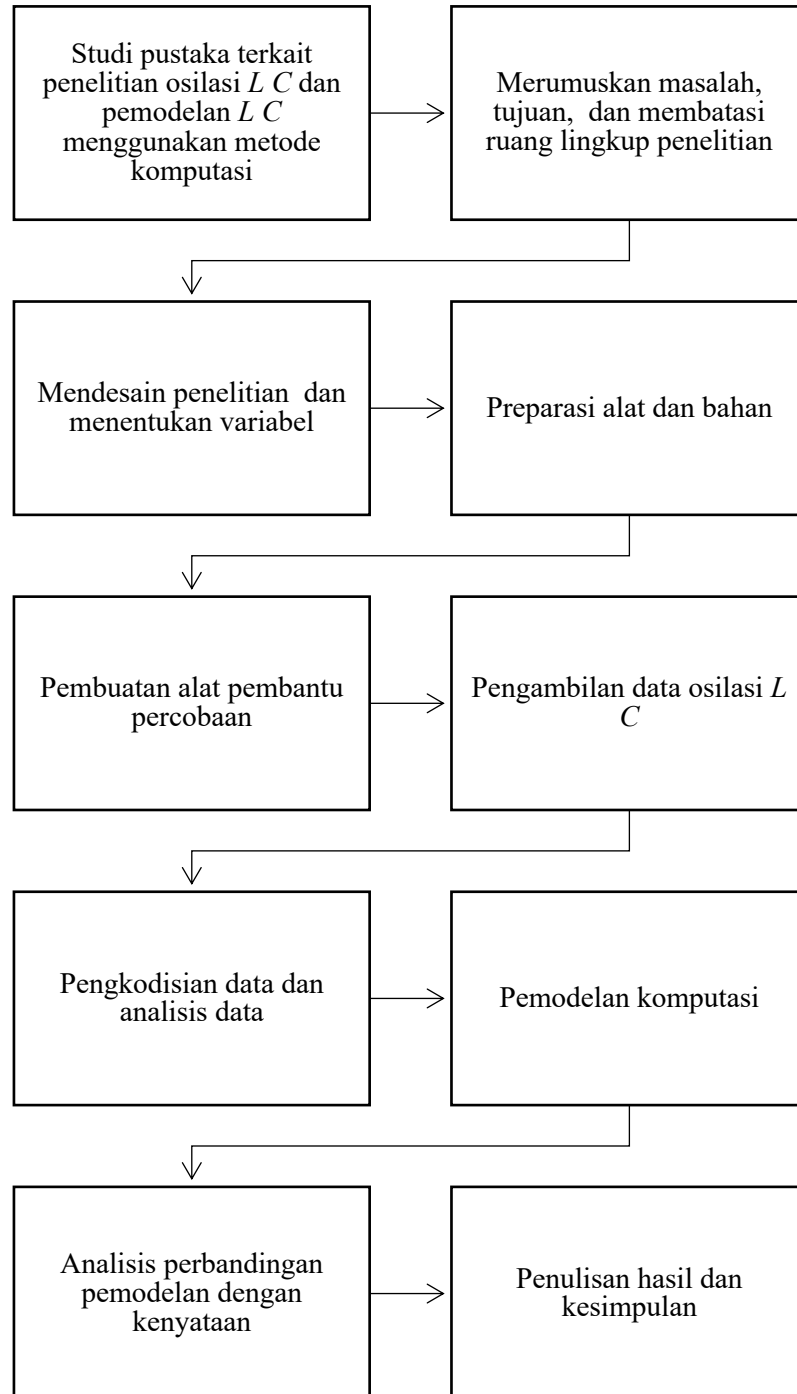 Studi pustaka terkait
penelitian osilasi L C dan
pemodelan L C
menggunakan metode
komputasi
Merumuskan masalah,
tujuan, dan membatasi
ruang lingkup penelitian
Mendesain penelitian dan
menentukan variabel
Preparasi alat dan bahan
Pembuatan alat pembantu
percobaan
Pengambilan data osilasi L
C
Pengkodisian data dan
analisis data
Pemodelan komputasi
Analisis perbandingan
pemodelan dengan
kenyataan
Penulisan hasil dan
kesimpulan